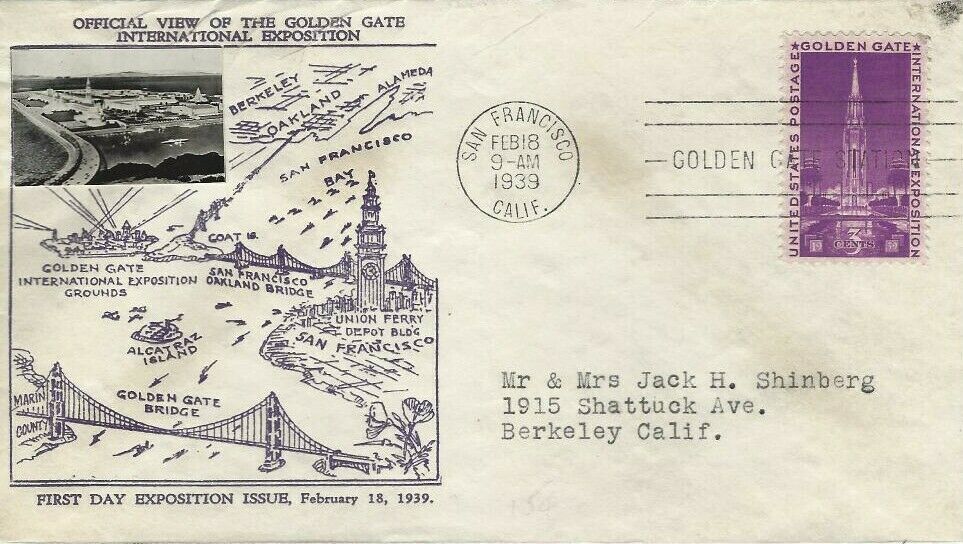 OFFICIAL VIEW OF THE GOLDEN GATE
INTERNATIONAL EXPOSITION
BERKELEY
OAKLAND
ALAMEDA
SAN FRANCISCO
BAY
GOAT IS.
GOLDEN GATE
INTERNATIONAL EXPOSITION
GROUNDS
SAN FRANCISCO
OAKLAND BRIDGE
UNION FERRY
DEPOT BLDG
SAN FRANCISCO
ALCATRAZ
ISLAND
GOLDEN GATE
BRIDGE
MARIN
COUNTY
FIRST DAY EXPOSITION ISSUE, February 18, 1939.
SAN FRANCISCO
FEB 18
9-AM
1939
CALIF.
GOLDEN GATE STATION
UNITED STATES POSTAGE
★GOLDEN GATE★
INTERNATIONAL EXPOSITION
19 3 39
CENTS
Mr & Mrs Jack H. Shinberg
1915 Shattuck Ave.
Berkeley Calif.